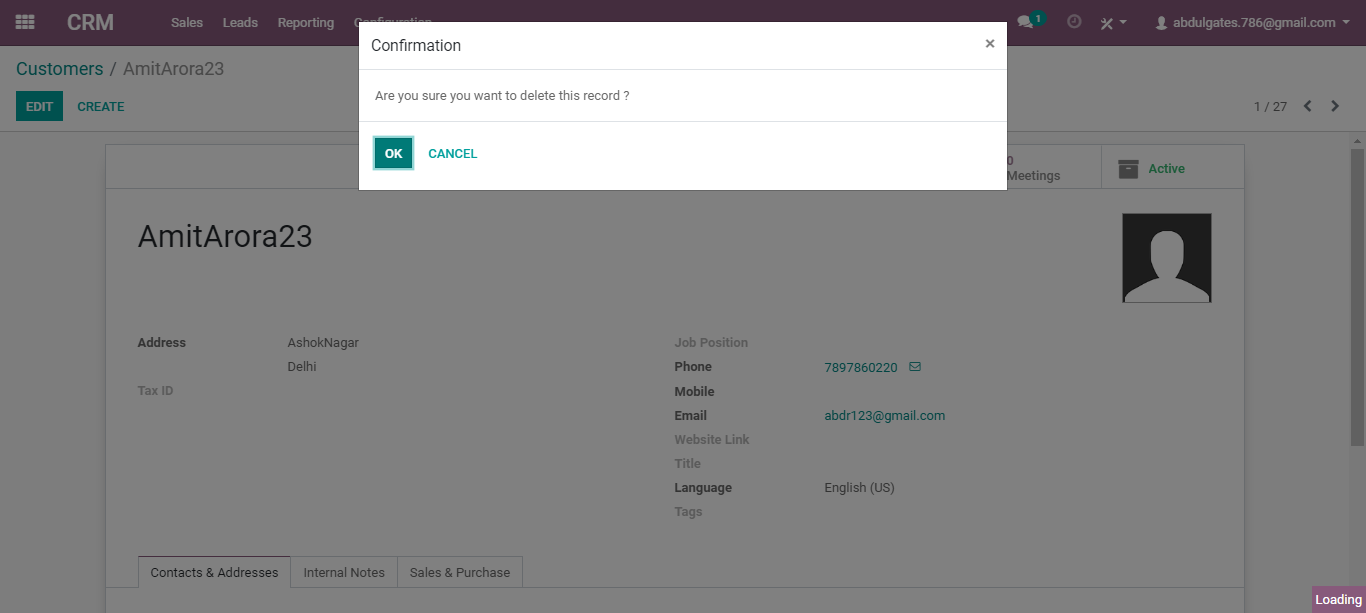 CRM Sales Leads Reporting Configuration 1 abdulgates.786@gmail.com
Confirmation ×
Customers / AmitArora23
Are you sure you want to delete this record ?
EDIT CREATE 1 / 27
OK CANCEL
0
Meetings
Active
AmitArora23
Address AshokNagar
Delhi
Tax ID
Job Position
Phone 7897860220
Mobile
Email abdr123@gmail.com
Website Link
Title
Language English (US)
Tags
Contacts & Addresses Internal Notes Sales & Purchase
Loading